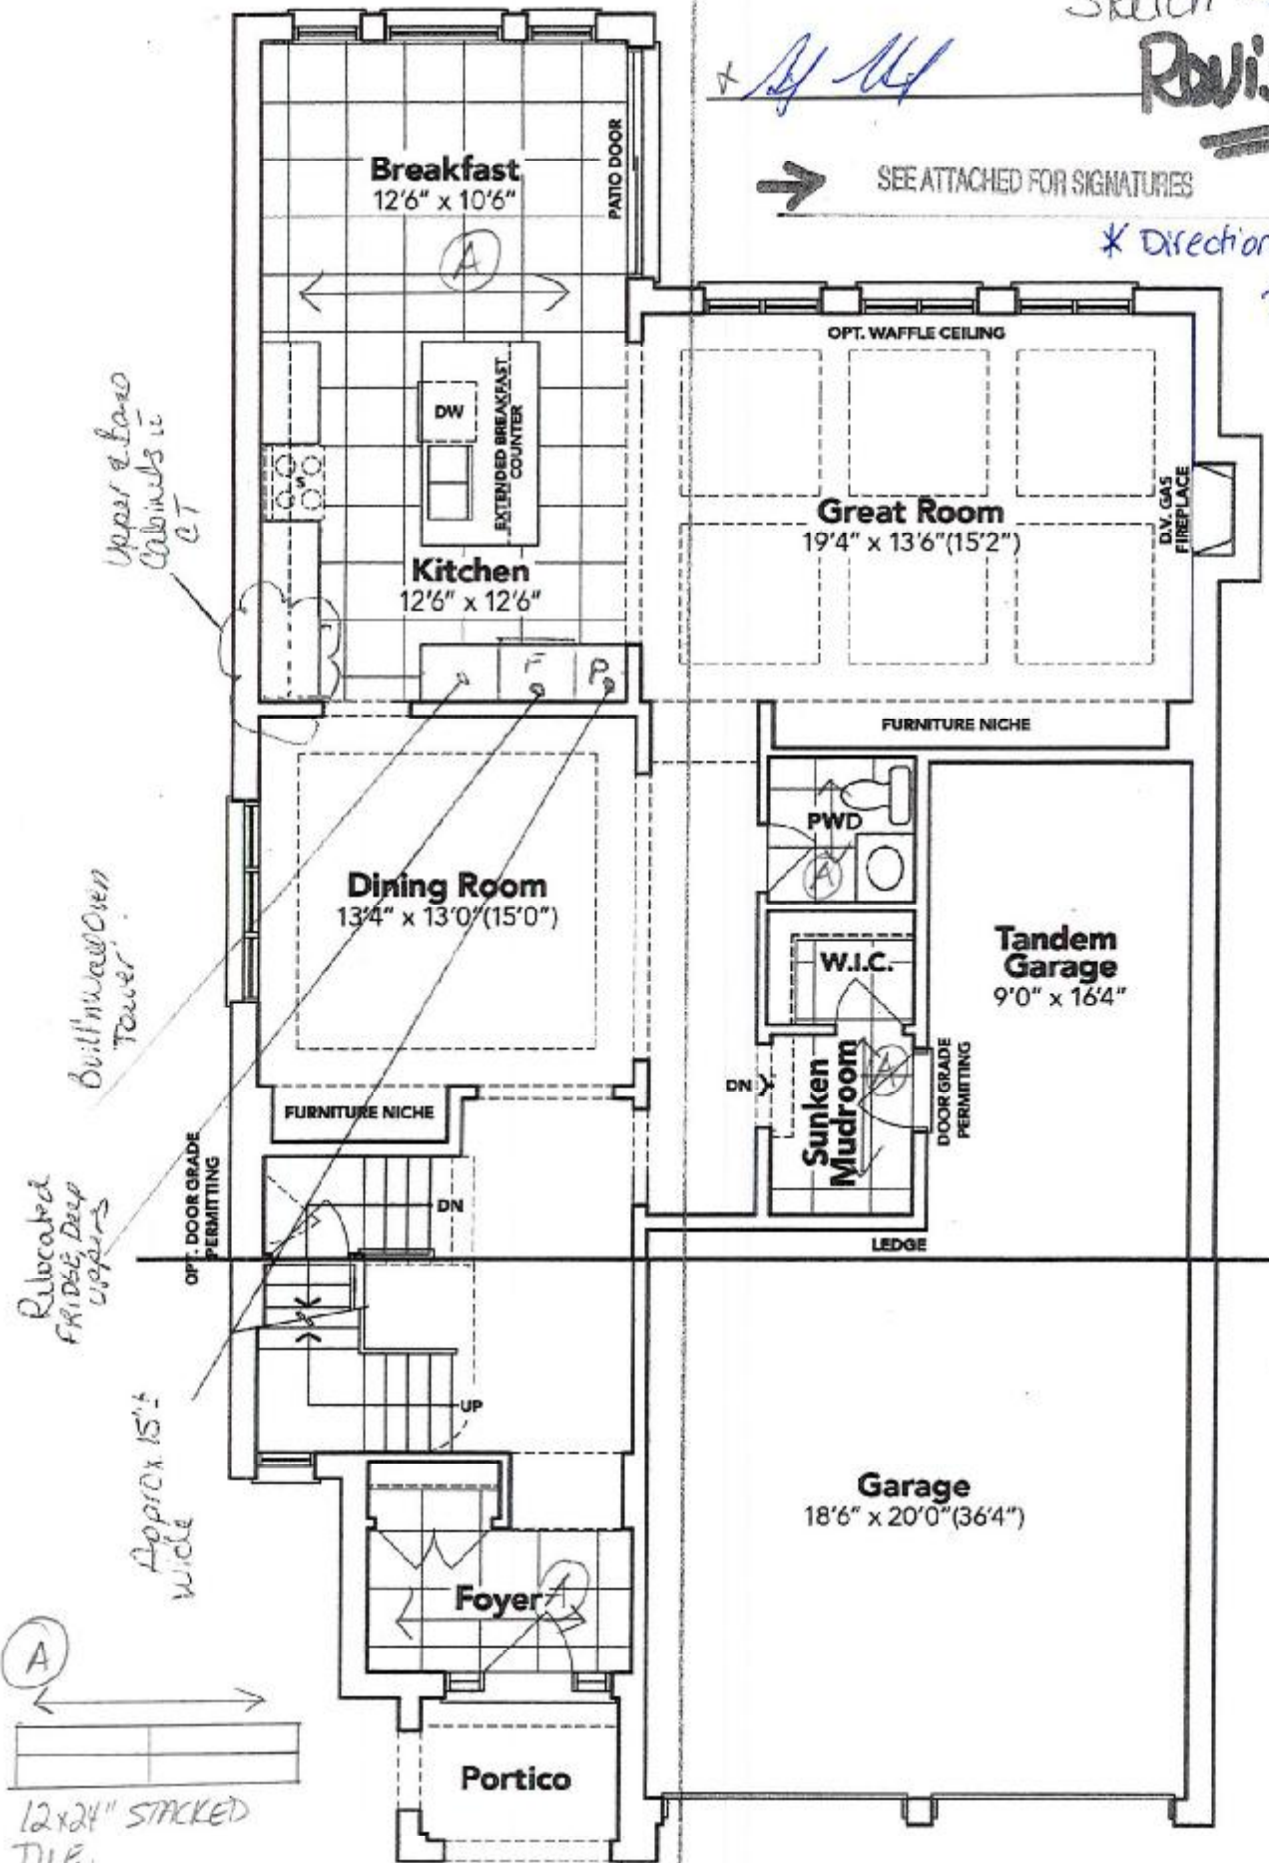 Sketch
SEE ATTACHED FOR SIGNATURES
* Direction
Breakfast
12'6" x 10'6"
PATIO DOOR
A
OPT. WAFFLE CEILING
DW
EXTENDED BREAKFAST
COUNTER
S
Great Room
19'4" x 13'6"(15'2")
D.V. GAS
FIREPLACE
Kitchen
12'6" x 12'6"
Upper & Base
Cabinets
CT
F
P
FURNITURE NICHE
PWD
A
Dining Room
13'4" x 13'0"(15'0")
W.I.C.
Tandem
Garage
9'0" x 16'4"
Built in Wall Oven
Tower
DN
Sunken
Mudroom
A
DOOR GRADE
PERMITTING
FURNITURE NICHE
OPT. DOOR GRADE
PERMITTING
DN
LEDGE
Relocated
FRIDGE, Deep
uppers
UP
Approx. 15"±
wide
Garage
18'6" x 20'0"(36'4")
Foyer
A
A
Portico
12x24" STACKED
TILE